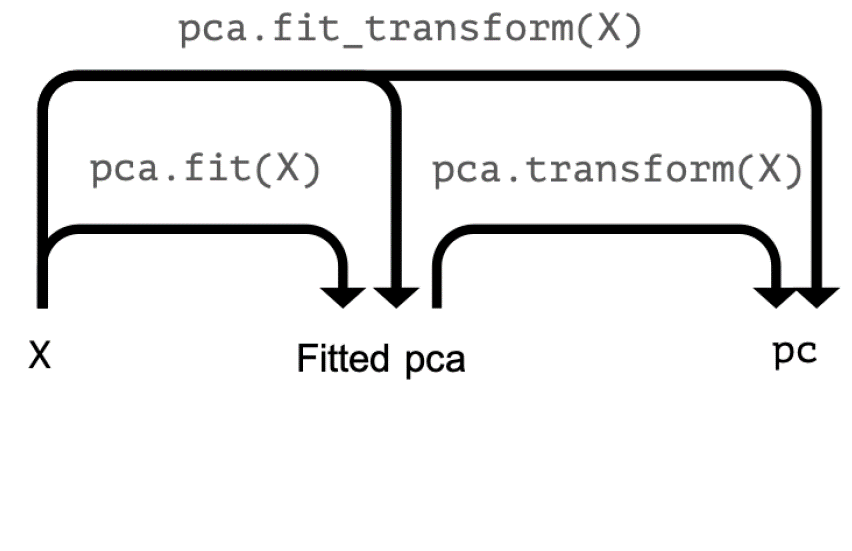 pca.fit_transform(X)
pca.fit(X)
pca.transform(X)
X
Fitted pca
pc